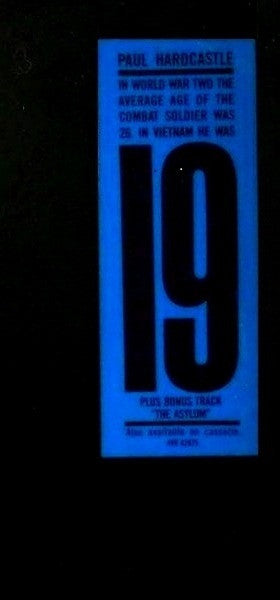 PAUL HARDCASTLE
IN WORLD WAR TWO THE
AVERAGE AGE OF THE
COMBAT SOLDIER WAS
26. IN VIETNAM HE WAS
19
PLUS BONUS TRACK
"THE ASYLUM"
Also available on cassette.